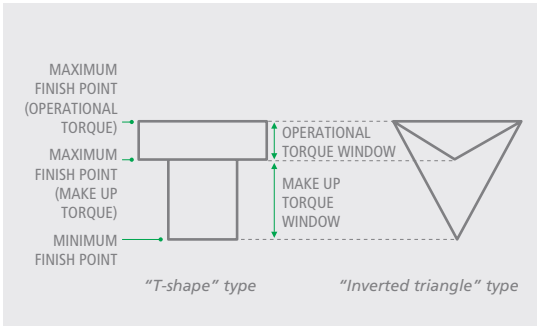 MAXIMUM
FINISH POINT
(OPERATIONAL
TORQUE)
MAXIMUM
FINISH POINT
(MAKE UP
TORQUE)
MINIMUM
FINISH POINT
OPERATIONAL
TORQUE WINDOW
MAKE UP
TORQUE
WINDOW
"T-shape" type
"Inverted triangle" type